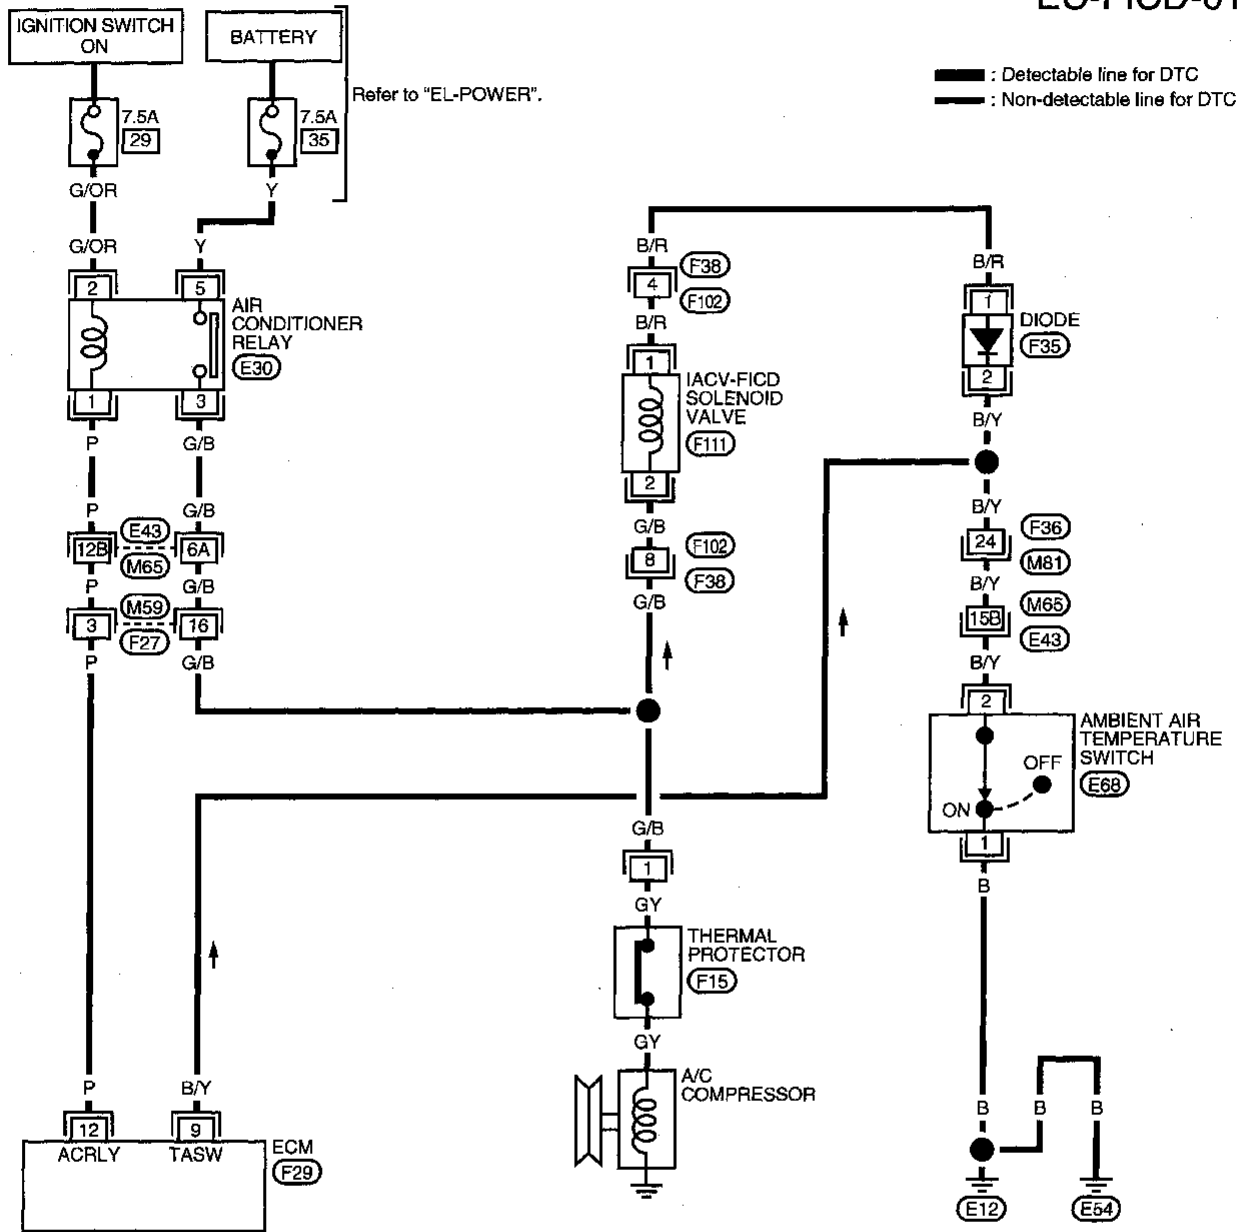 EC-FICD-01
IGNITION SWITCH
ON
BATTERY
Refer to "EL-POWER".
: Detectable line for DTC
: Non-detectable line for DTC
7.5A
29
7.5A
35
G/OR
Y
G/OR
Y
2
5
AIR
CONDITIONER
RELAY
E30
1
3
P
G/B
P
G/B
12B
E43
6A
M65
P
G/B
M59
3
16
F27
P
G/B
B/R
F38
4
F102
B/R
1
IACV-FICD
SOLENOID
VALVE
F111
2
G/B
F102
8
F38
G/B
B/R
1
DIODE
F35
2
B/Y
B/Y
F36
24
M81
B/Y
M65
15B
E43
B/Y
2
AMBIENT AIR
TEMPERATURE
SWITCH
OFF
E68
ON
1
B
G/B
1
GY
THERMAL
PROTECTOR
F15
GY
A/C
COMPRESSOR
P
B/Y
12
9
ECM
ACRLY
TASW
F29
B
B
B
E12
E54